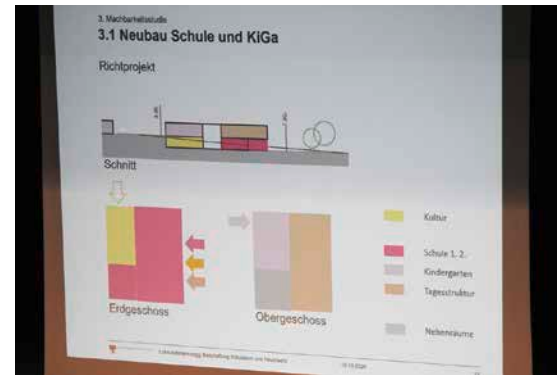 3. Machbarkeitsstudie
3.1 Neubau Schule und KiGa
Richtprojekt
Schnitt
Kultur
Schule 1. 2.
Kindergarten
Tagesstruktur
Nebenräume
Erdgeschoss
Obergeschoss